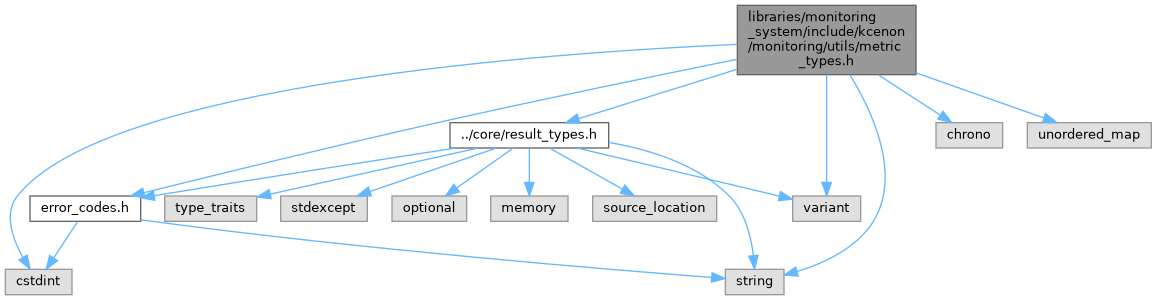 libraries/monitoring
_system/include/kcenon
/monitoring/utils/metric
_types.h
../core/result_types.h
chrono
unordered_map
error_codes.h
type_traits
stdexcept
optional
memory
source_location
variant
cstdint
string